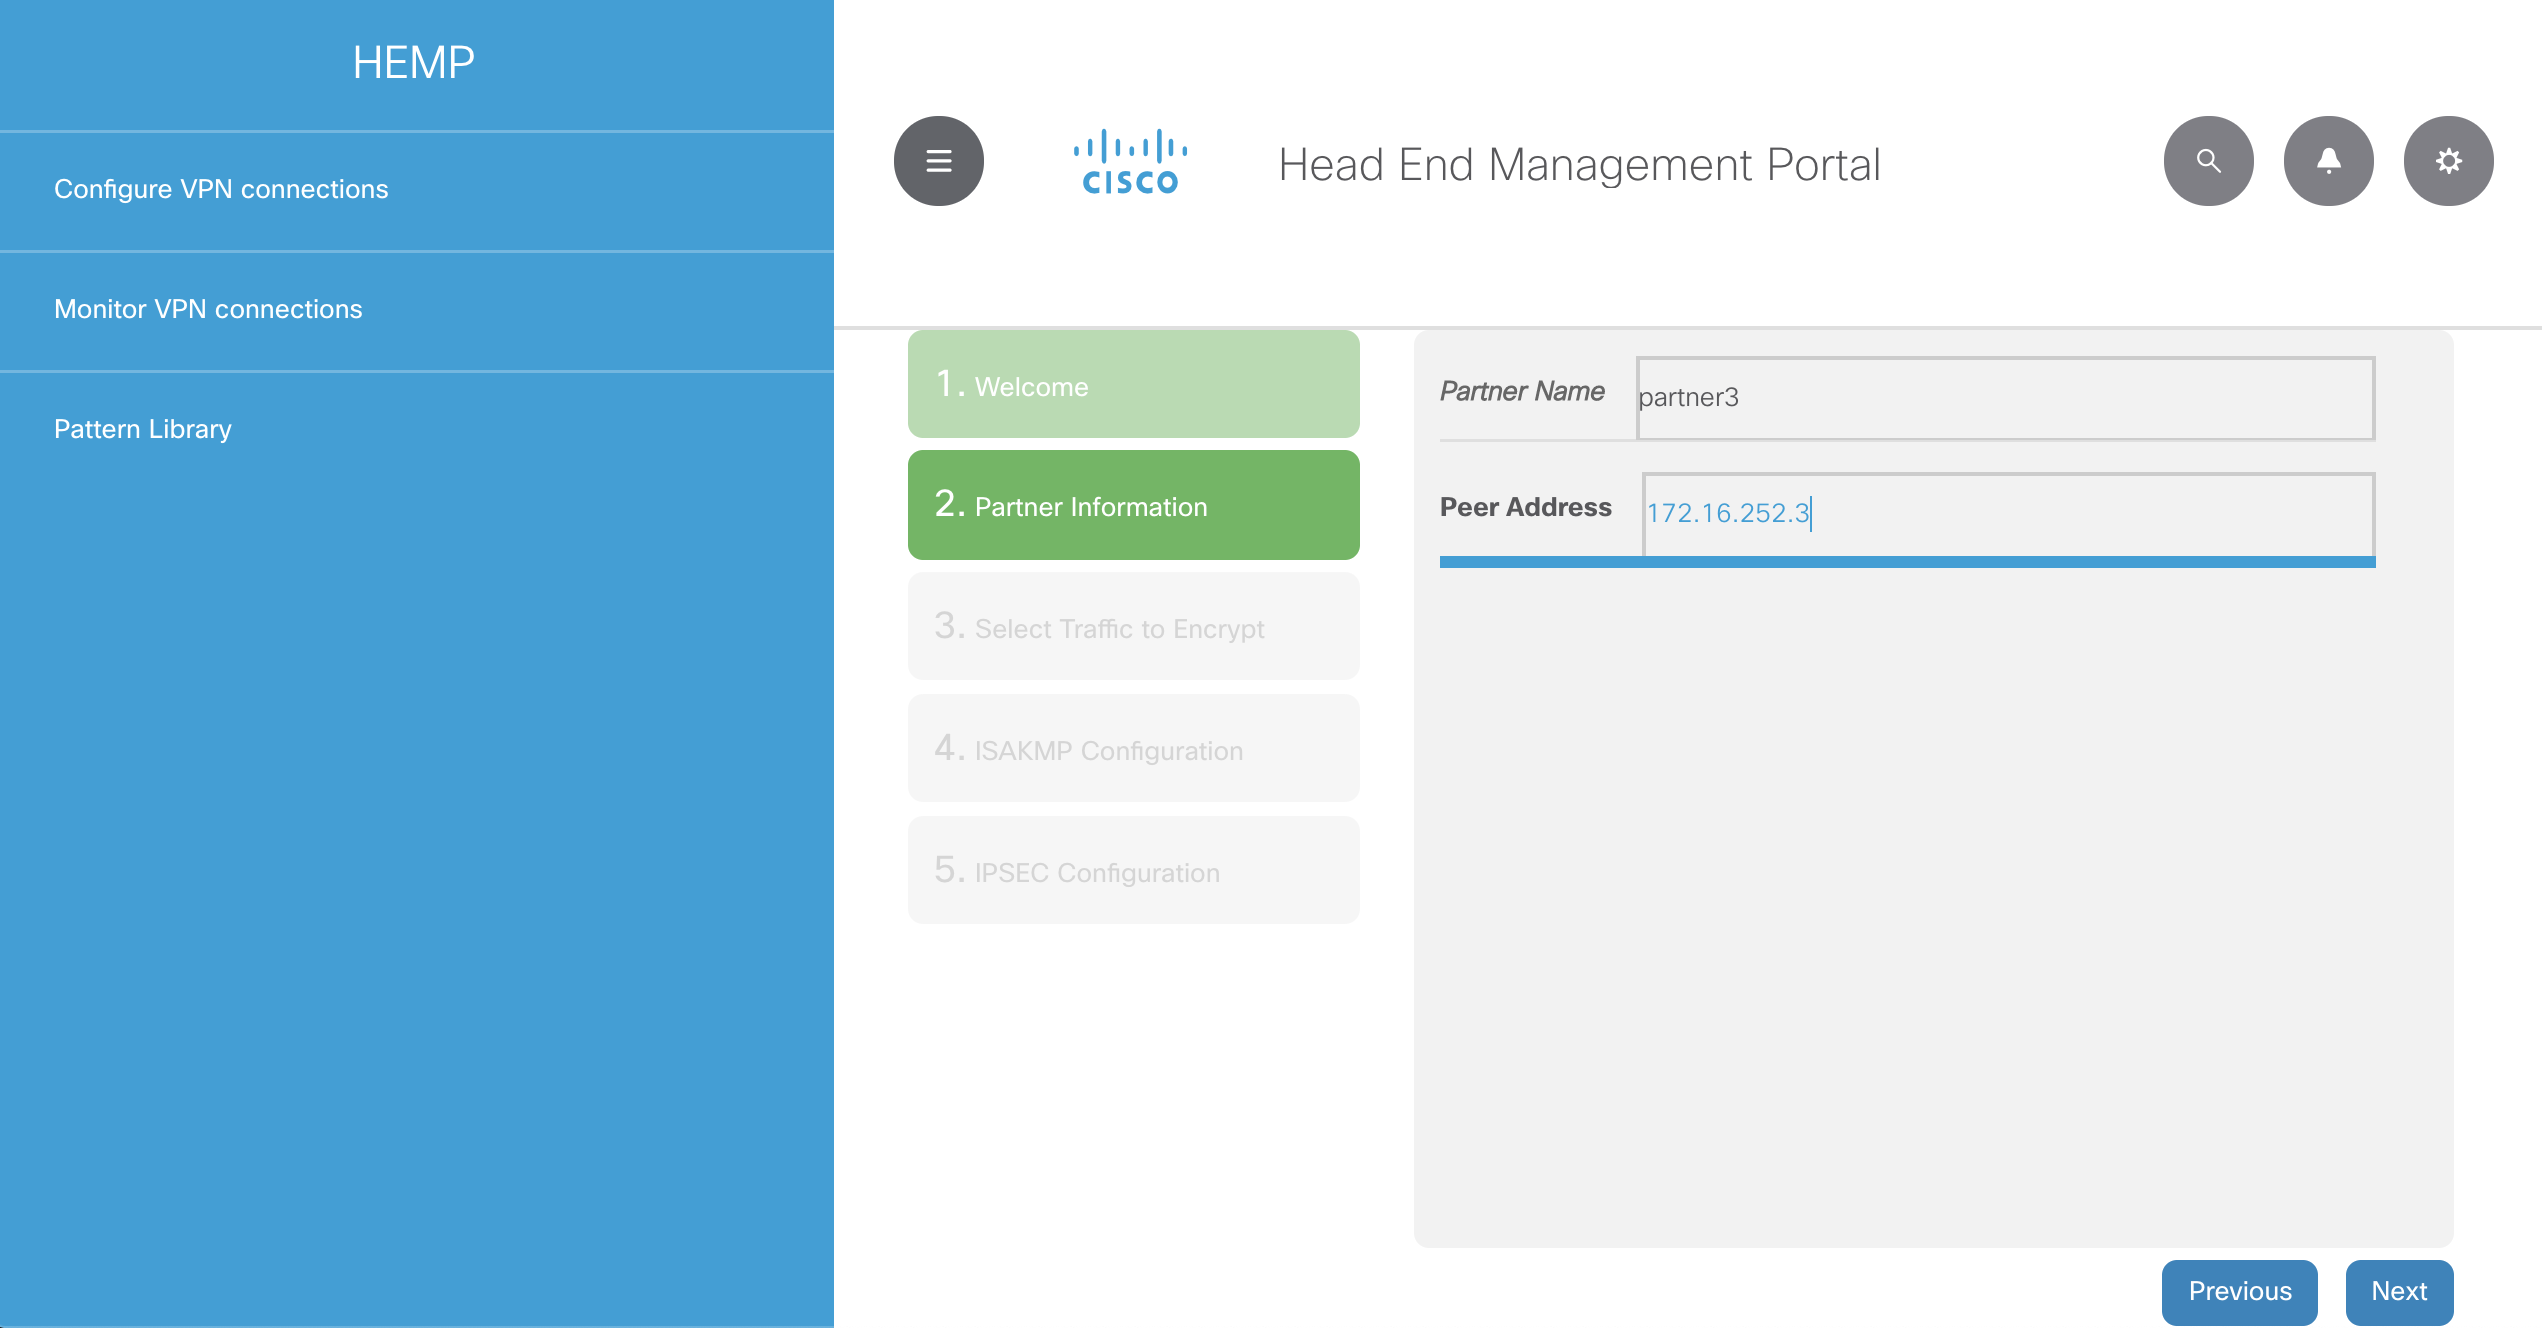 HEMP
Configure VPN connections
Monitor VPN connections
Pattern Library
CISCO
Head End Management Portal
1. Welcome
2. Partner Information
3. Select Traffic to Encrypt
4. ISAKMP Configuration
5. IPSEC Configuration
Partner Name partner3
Peer Address 172.16.252.3
Previous Next